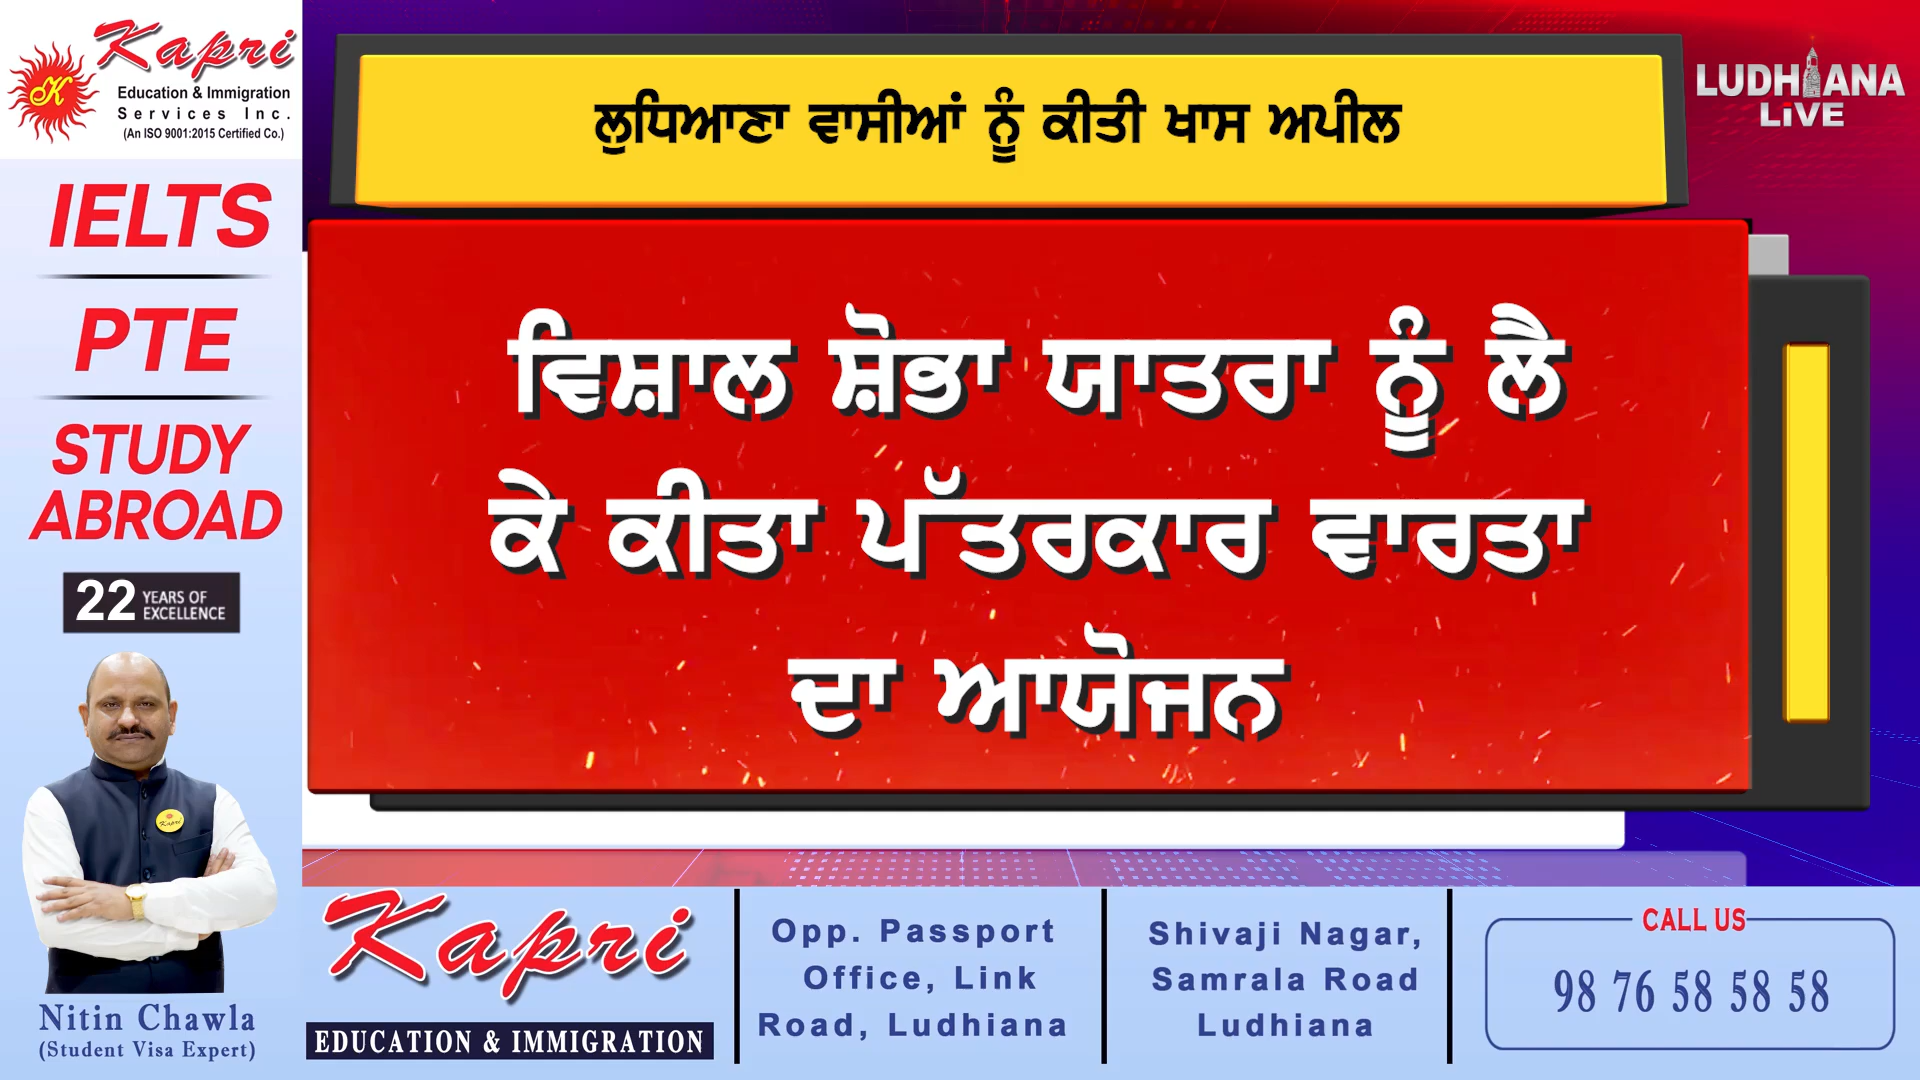 Kapri
K
Education & Immigration
Services Inc.
(An ISO 9001:2015 Certified Co.)
IELTS
PTE
STUDY
ABROAD
22 YEARS OF
EXCELLENCE
Kapri
Nitin Chawla
(Student Visa Expert)
ਲੁਧਿਆਣਾ ਵਾਸੀਆਂ ਨੂੰ ਕੀਤੀ ਖਾਸ ਅਪੀਲ
LUDHIANA
LiVE
ਵਿਸ਼ਾਲ ਸ਼ੋਭਾ ਯਾਤਰਾ ਨੂੰ ਲੈ
ਕੇ ਕੀਤਾ ਪੱਤਰਕਾਰ ਵਾਰਤਾ
ਦਾ ਆਯੋਜਨ
Kapri
EDUCATION & IMMIGRATION
Opp. Passport
Office, Link
Road, Ludhiana
Shivaji Nagar,
Samrala Road
Ludhiana
CALL US
98 76 58 58 58